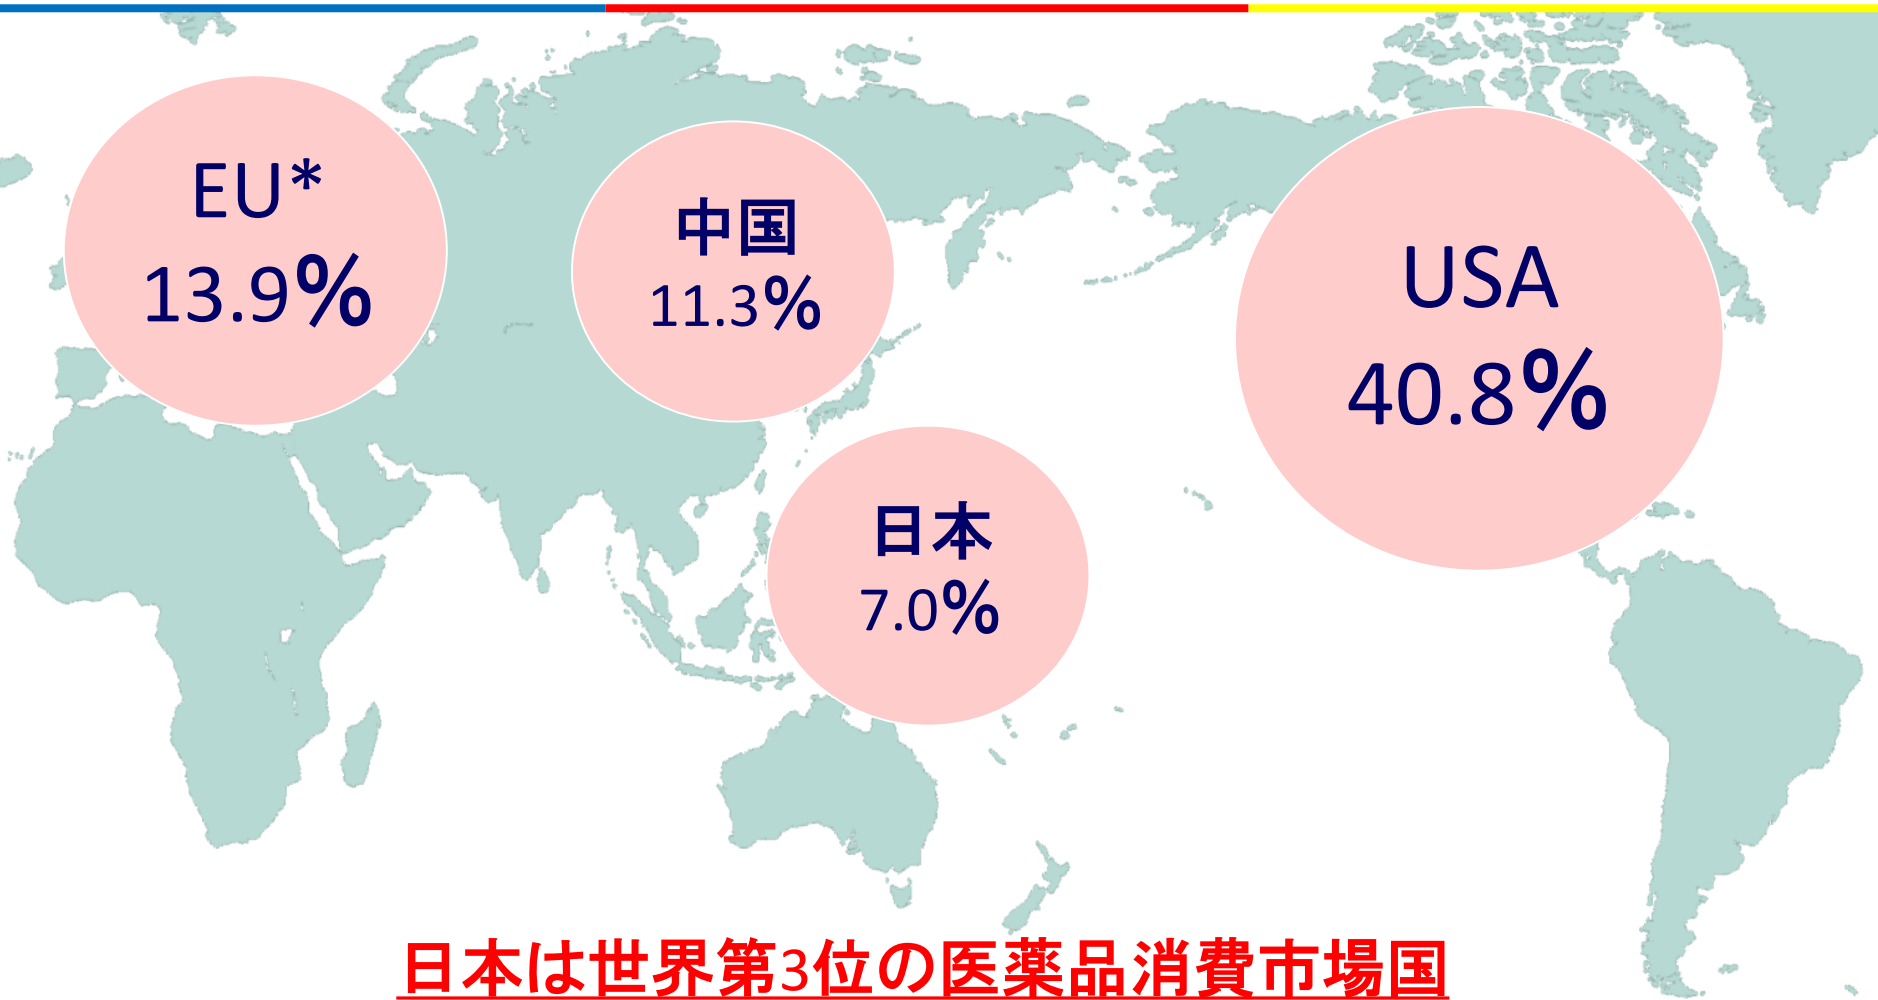 EU*
13.9%
中国
11.3%
USA
40.8%
日本
7.0%
日本は世界第3位の医薬品消費市場国